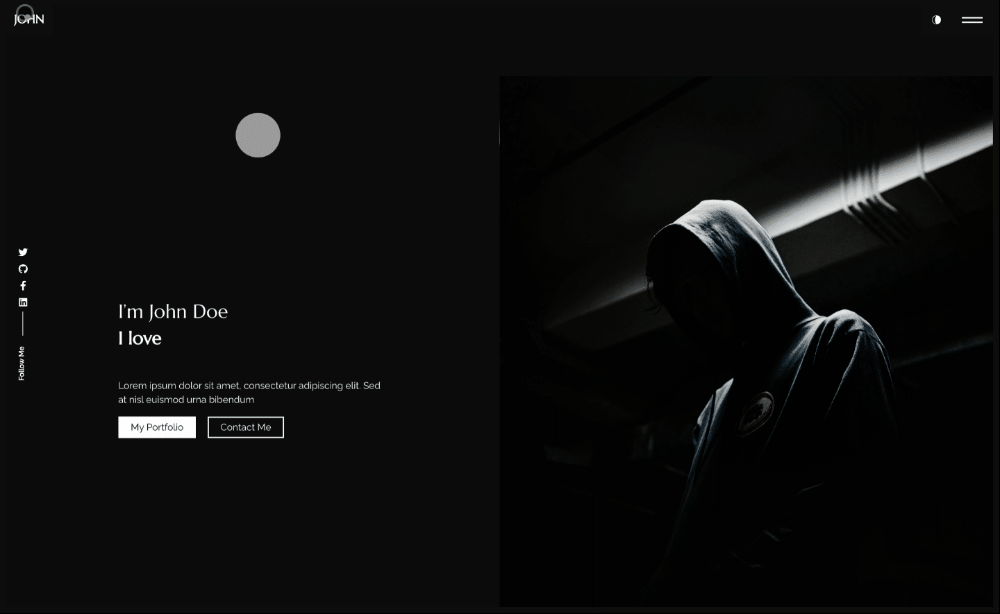 JOHN
Follow Me
I'm John Doe
I love
Lorem ipsum dolor sit amet, consectetur adipiscing elit. Sed
at nisl euismod urna bibendum
My Portfolio
Contact Me